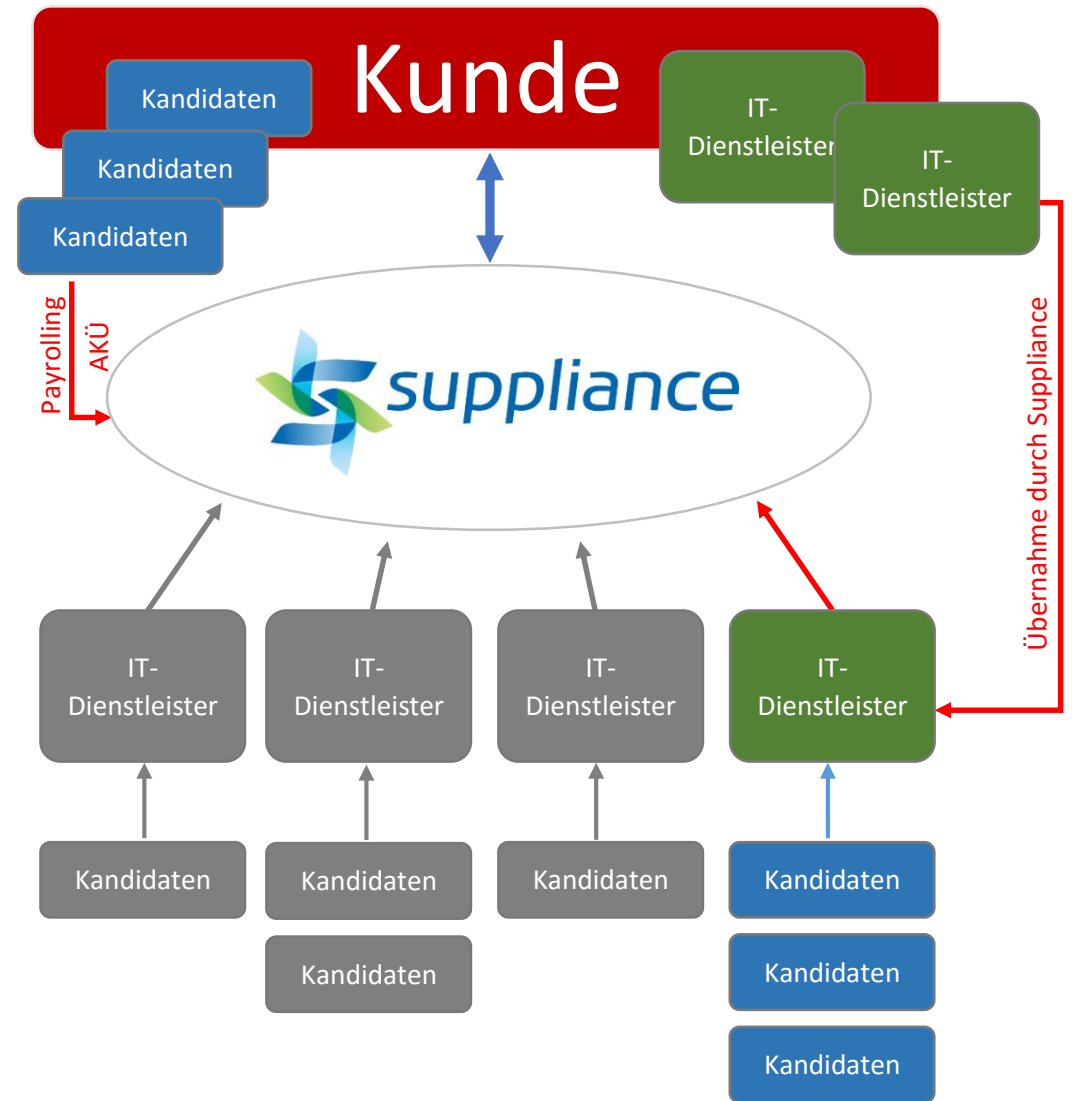 Kunde
Kandidaten
Kandidaten
Kandidaten
IT-
Dienstleister
IT-
Dienstleister
Payrolling
AKÜ
suppliance
Übernahme durch Suppliance
IT-
Dienstleister
IT-
Dienstleister
IT-
Dienstleister
IT-
Dienstleister
Kandidaten
Kandidaten
Kandidaten
Kandidaten
Kandidaten
Kandidaten
Kandidaten